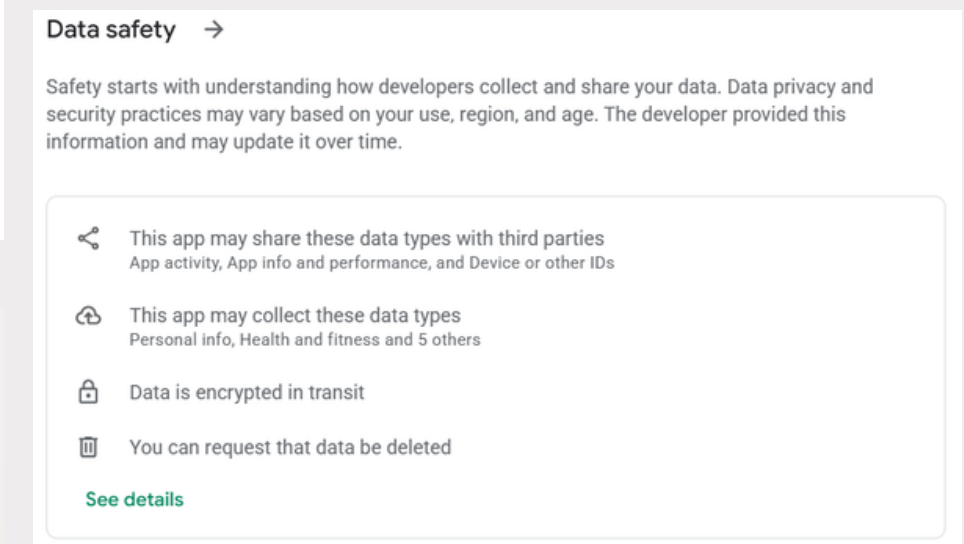 Data safety →
Safety starts with understanding how developers collect and share your data. Data privacy and
security practices may vary based on your use, region, and age. The developer provided this
information and may update it over time.
This app may share these data types with third parties
App activity, App info and performance, and Device or other IDs
This app may collect these data types
Personal info, Health and fitness and 5 others
Data is encrypted in transit
You can request that data be deleted
See details